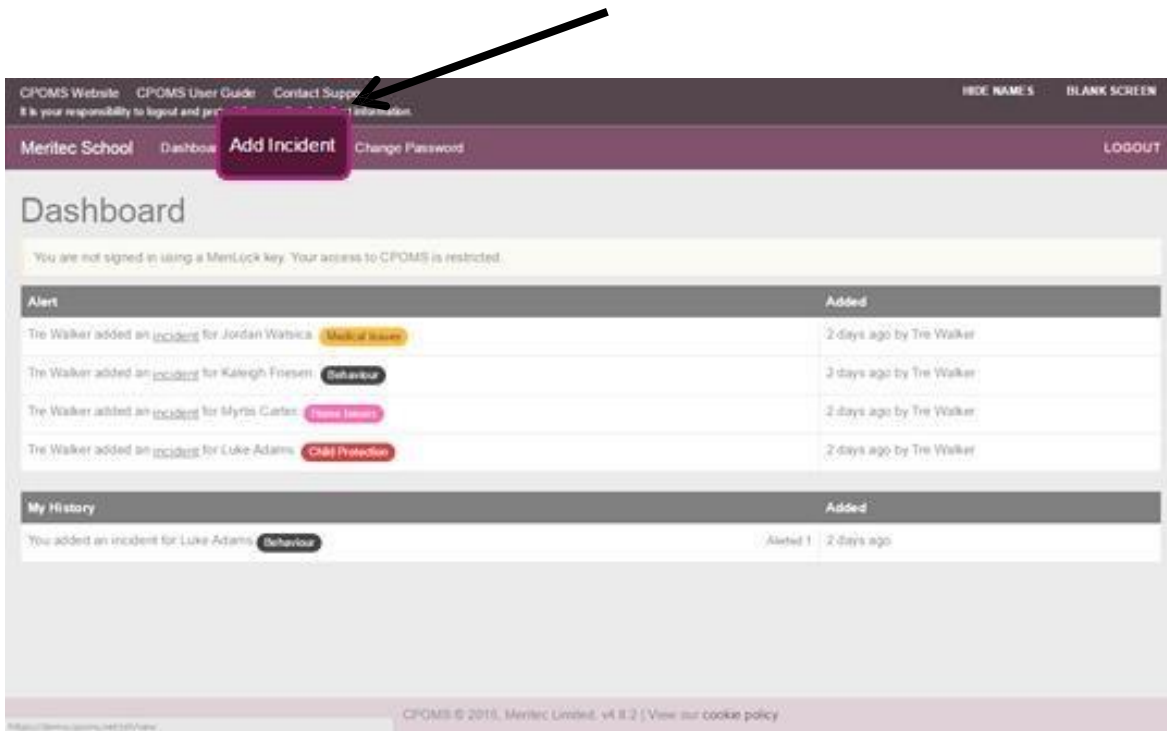 CPOMS Website CPOMS User Guide Contact Suppo
HIDE NAMES BLANK SCREEN
It is your responsibility to logout and information.
Meritec School Dashboa Add Incident Change Password LOGOUT
Dashboard
You are not signed in using a MeriLock key. Your access to CPOMS is restricted.
Alert Added
Tre Walker added an incident for Jordan Watsica. Medical Issues 2 days ago by Tre Walker
Tre Walker added an incident for Kaleigh Friesen. Behaviour 2 days ago by Tre Walker
Tre Walker added an incident for Myrtis Carter. Home Issues 2 days ago by Tre Walker
Tre Walker added an incident for Luke Adams. Child Protection 2 days ago by Tre Walker
My History Added
You added an incident for Luke Adams Behaviour Alerted 1 2 days ago
CPOMS © 2015, Meritec Limited. v4.8.2 | View our cookie policy